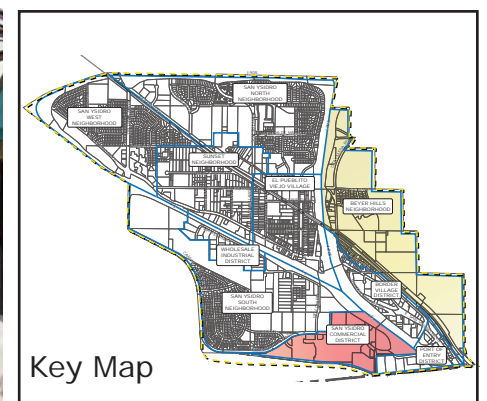 SAN YSIDRO
NORTH
NEIGHBORHOOD
SAN YSIDRO
WEST
NEIGHBORHOOD
SUNSET
NEIGHBORHOOD
EL PUEBLITO
VIEJO VILLAGE
BEYER HILLS
NEIGHBORHOOD
WHOLESALE
INDUSTRIAL
DISTRICT
BORDER
VILLAGE
DISTRICT
SAN YSIDRO
SOUTH
NEIGHBORHOOD
SAN YSIDRO
COMMERCIAL
DISTRICT
PORT OF
ENTRY
DISTRICT
Key Map